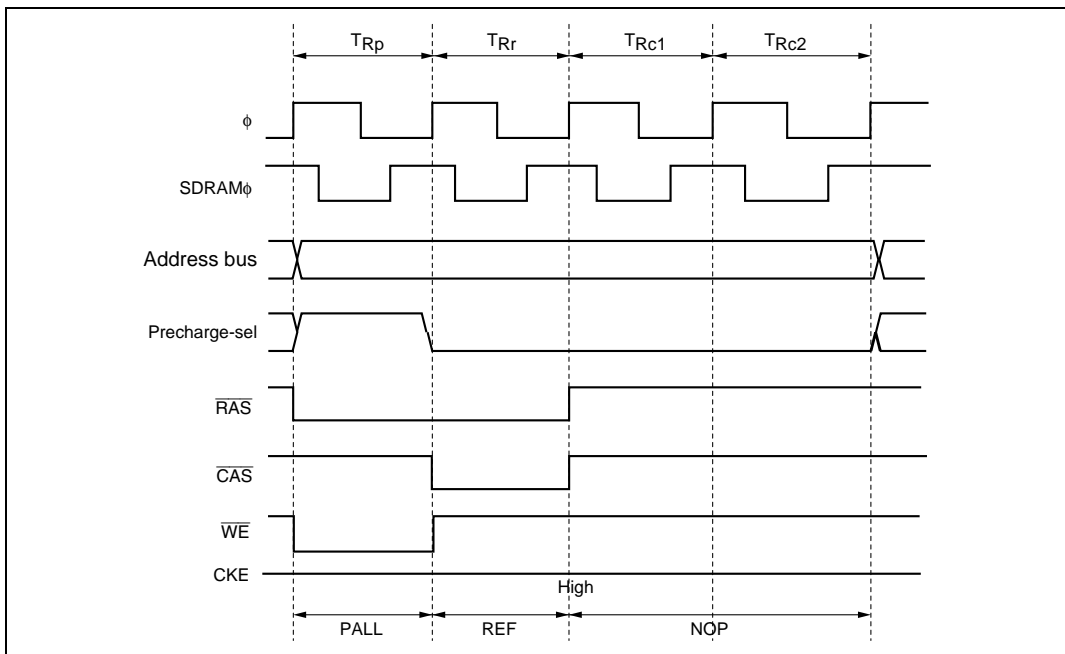 TRp TRr TRc1 TRc2
ϕ
SDRAMϕ
Address bus
Precharge-sel
RAS
CAS
WE
CKE
High
PALL REF NOP